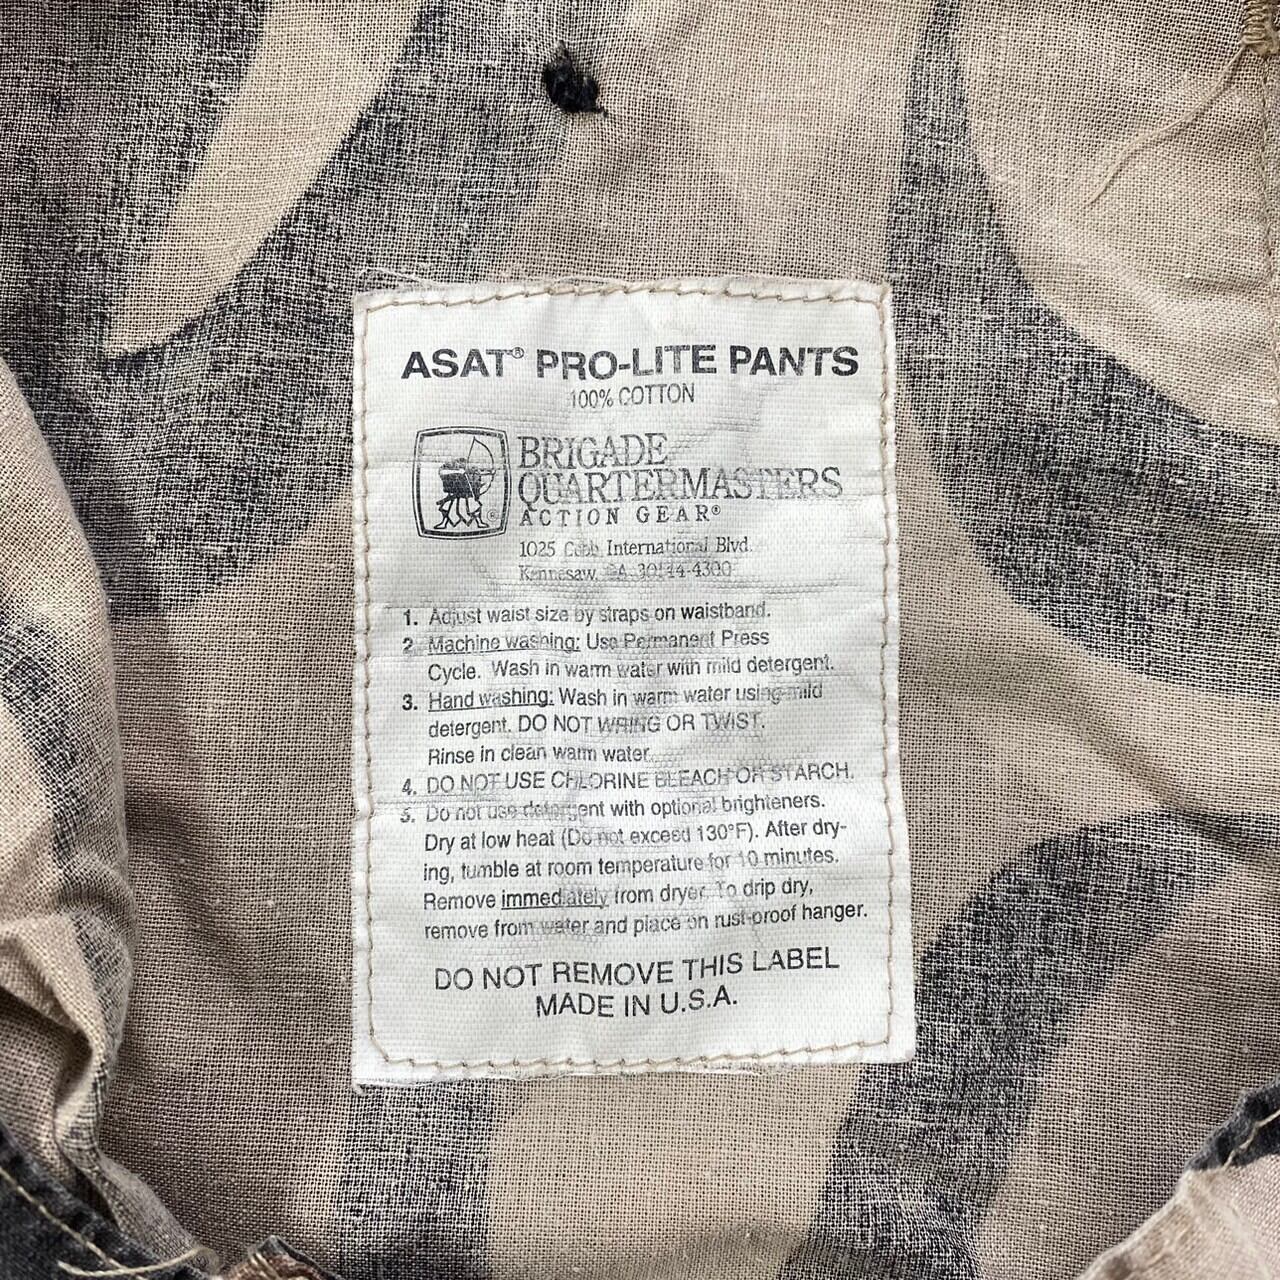 ASAT® PRO-LITE PANTS
100% COTTON
BRIGADE
QUARTERMASTERS
ACTION GEAR®
®
1025 Cobb International Blvd.
Kennesaw, GA 30144-4300
1. Adjust waist size by straps on waistband.
2 Machine washing: Use Permanent Press
Cycle. Wash in warm water with mild detergent.
3. Hand washing: Wash in warm water using mild
detergent. DO NOT WRING OR TWIST.
Rinse in clean warm water.
4. DO NOT USE CHLORINE BLEACH OR STARCH.
5. Do not use detergent with optional brighteners.
Dry at low heat (Do not exceed 130°F). After dry-
ing, tumble at room temperature for 10 minutes.
Remove immediately from dryer. To drip dry,
remove from water and place on rust-proof hanger.
DO NOT REMOVE THIS LABEL
MADE IN U.S.A.